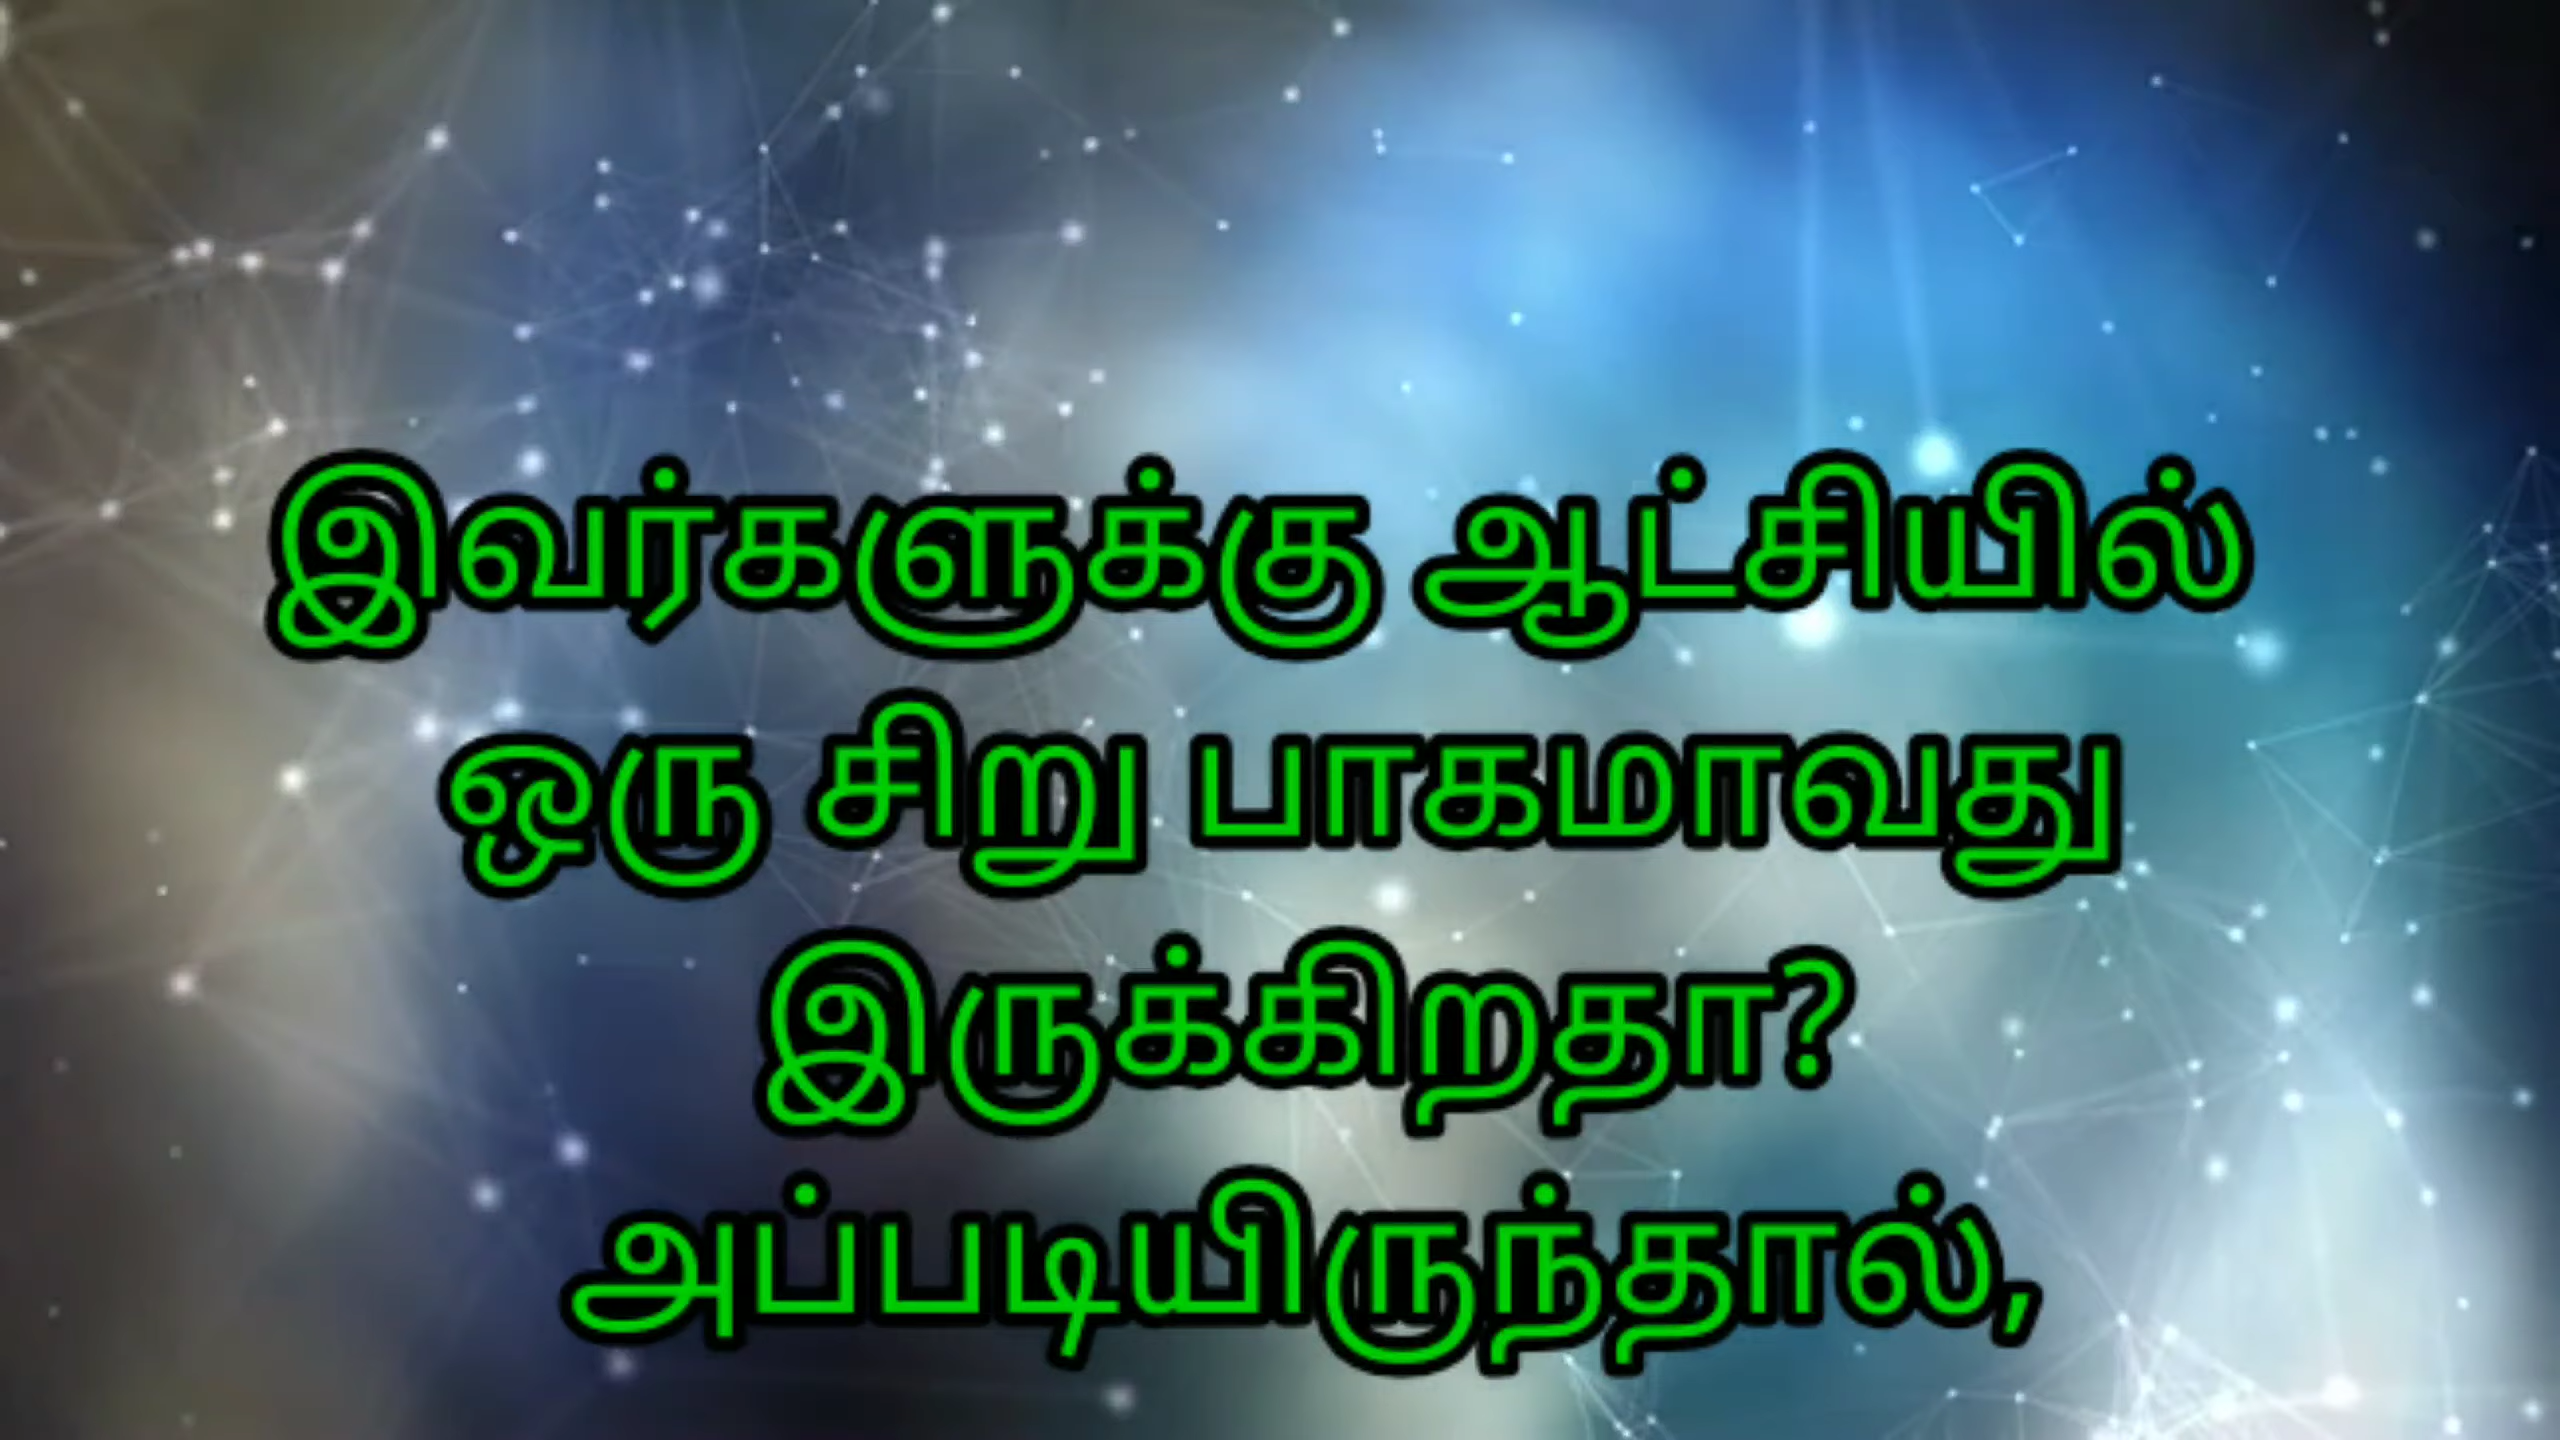 இவர்களுக்கு ஆட்சியில்
ஒரு சிறு பாகமாவது
இருக்கிறதா?
அப்படியிருந்தால்,